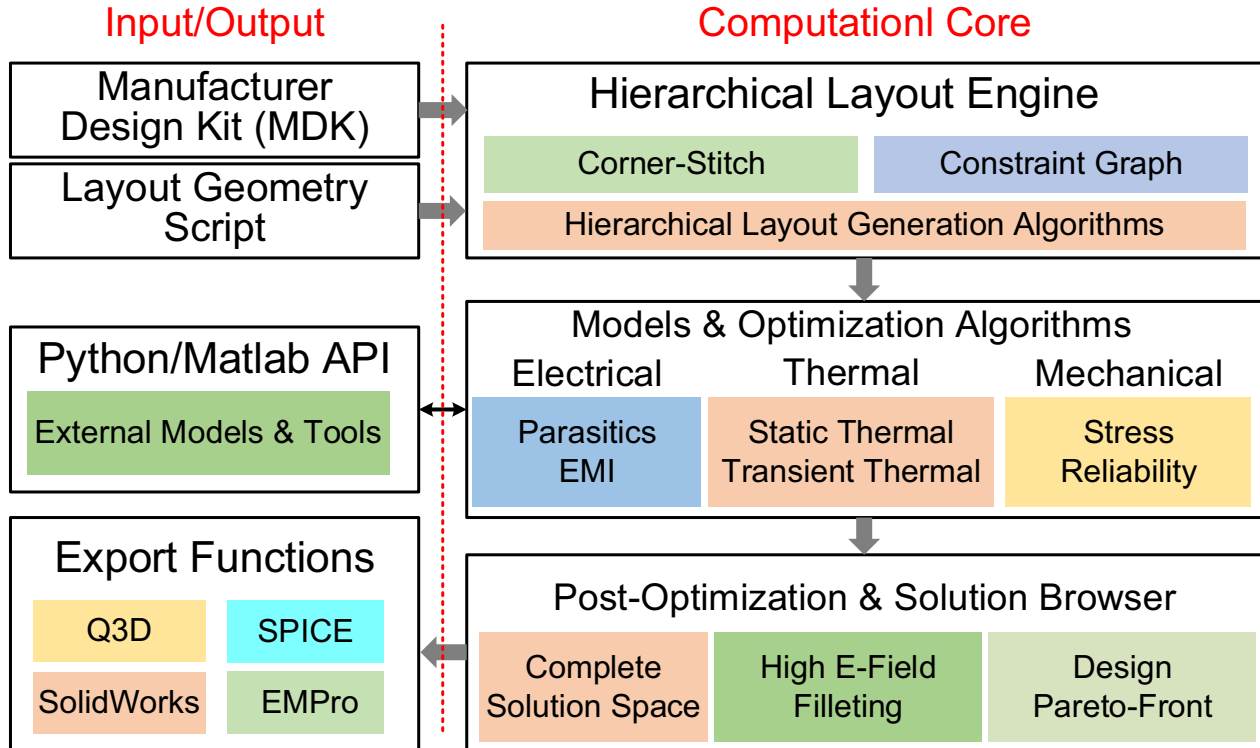 Input/Output
Computationl Core
Manufacturer
Design Kit (MDK)
Layout Geometry
Script
Hierarchical Layout Engine
Corner-Stitch
Constraint Graph
Hierarchical Layout Generation Algorithms
Python/Matlab API
External Models & Tools
Models & Optimization Algorithms
Electrical
Thermal
Mechanical
Parasitics
EMI
Static Thermal
Transient Thermal
Stress
Reliability
Export Functions
Q3D
SPICE
SolidWorks
EMPro
Post-Optimization & Solution Browser
Complete
Solution Space
High E-Field
Filleting
Design
Pareto-Front